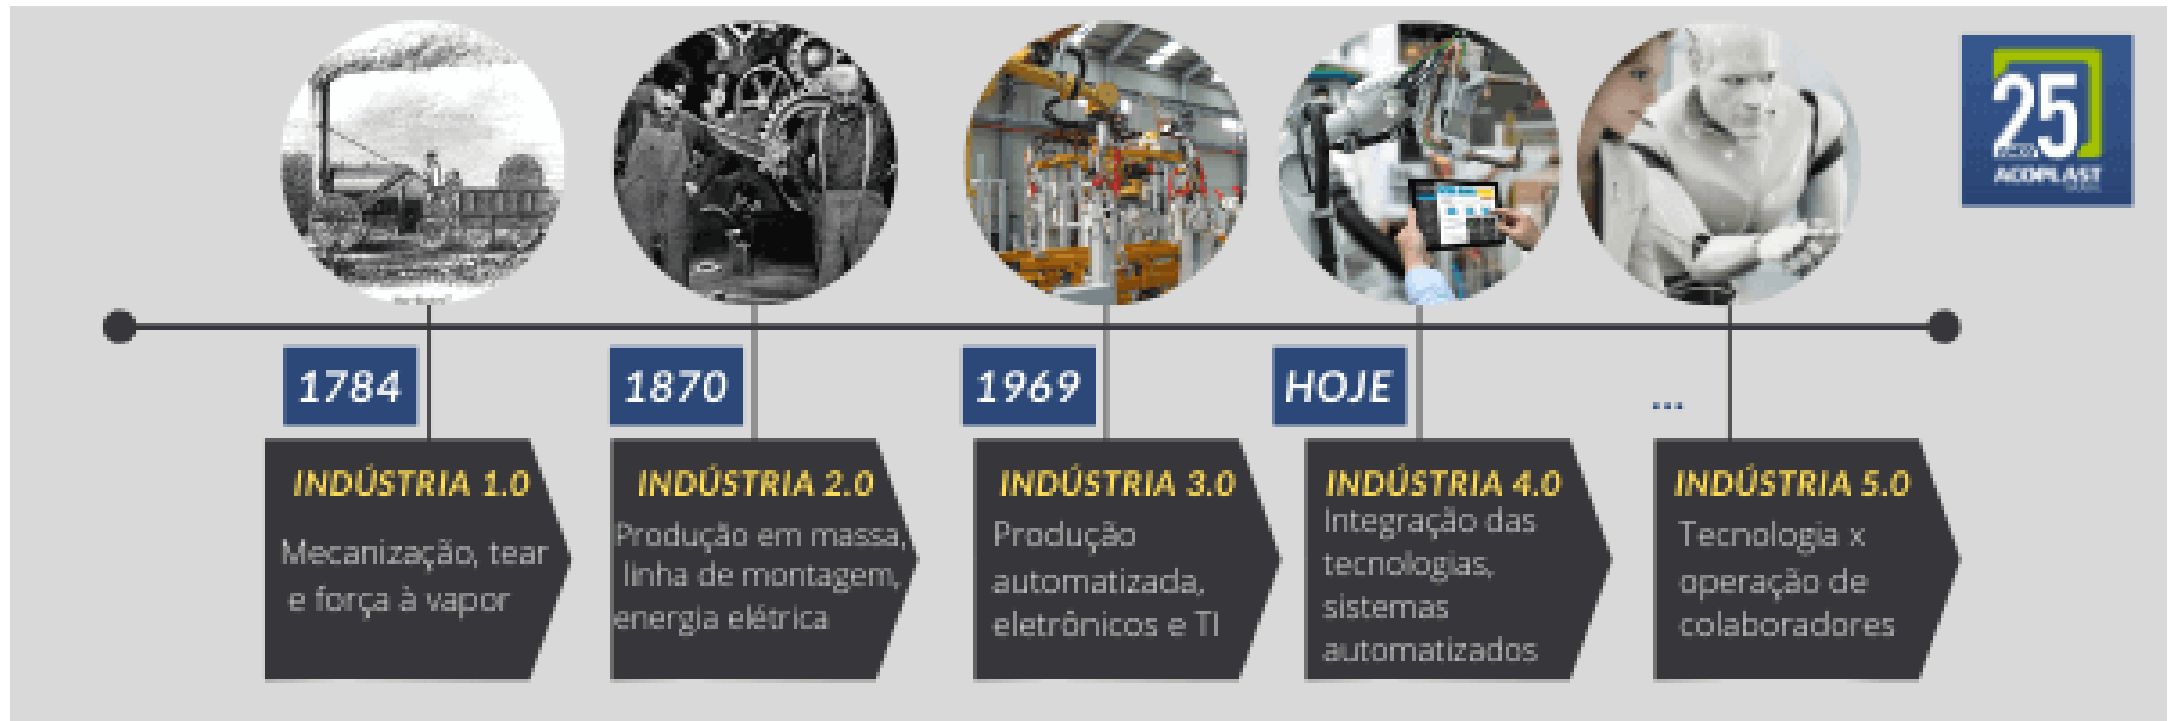 25
ACOPLAST
1784
1870
1969
HOJE
...
INDÚSTRIA 1.0
Mecanização, tear
e força à vapor
INDÚSTRIA 2.0
Produção em massa,
linha de montagem,
energia elétrica
INDÚSTRIA 3.0
Produção
automatizada,
eletrônicos e TI
INDÚSTRIA 4.0
Integração das
tecnologias,
sistemas
automatizados
INDÚSTRIA 5.0
Tecnologia x
operação de
colaboradores